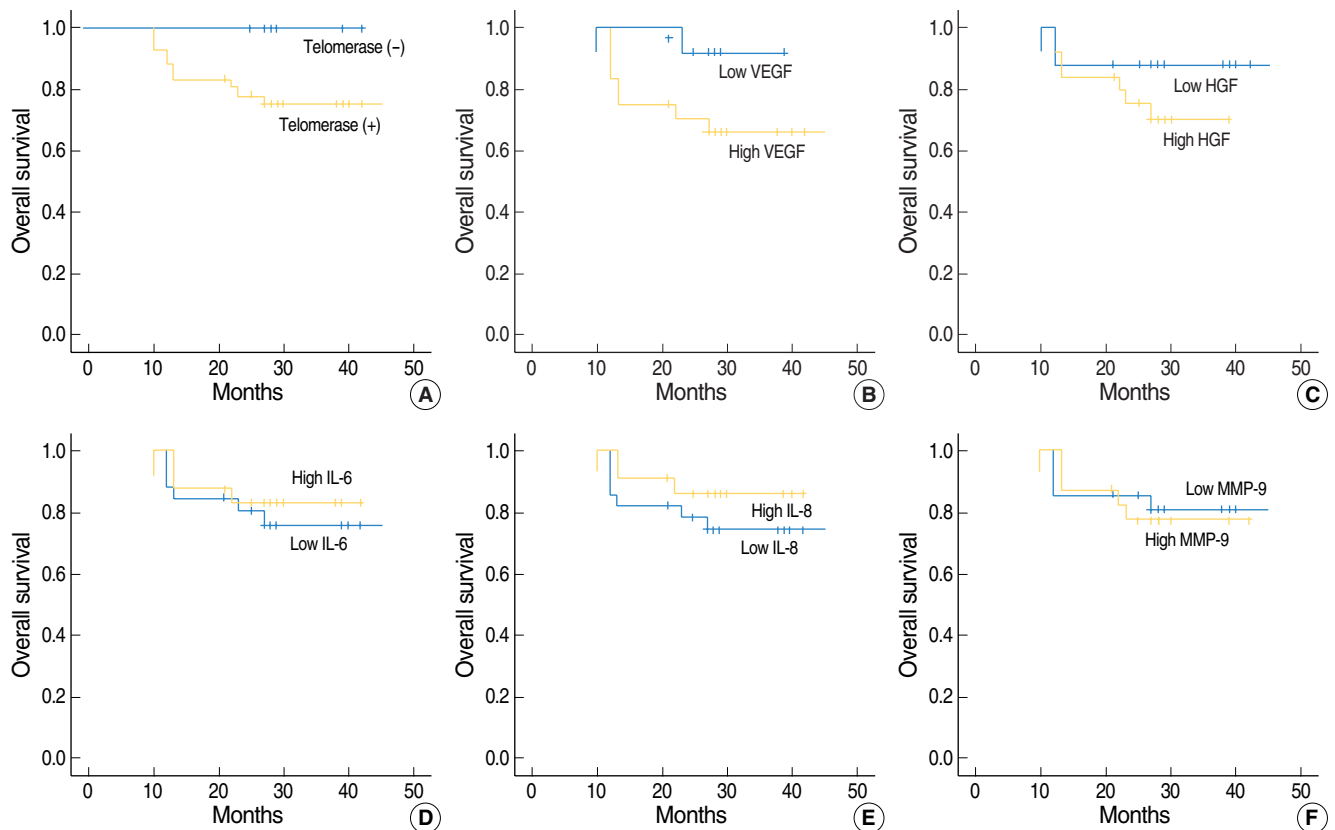 Overall survival
1.0
0.8
0.6
0.4
0.2
0.0
Telomerase (–)
Telomerase (+)
0 10 20 30 40 50
Months
A
Overall survival
1.0
0.8
0.6
0.4
0.2
0.0
Low VEGF
High VEGF
0 10 20 30 40 50
Months
B
Overall survival
1.0
0.8
0.6
0.4
0.2
0.0
Low HGF
High HGF
0 10 20 30 40 50
Months
C
Overall survival
1.0
0.8
0.6
0.4
0.2
0.0
High IL-6
Low IL-6
0 10 20 30 40 50
Months
D
Overall survival
1.0
0.8
0.6
0.4
0.2
0.0
High IL-8
Low IL-8
0 10 20 30 40 50
Months
E
Overall survival
1.0
0.8
0.6
0.4
0.2
0.0
Low MMP-9
High MMP-9
0 10 20 30 40 50
Months
F